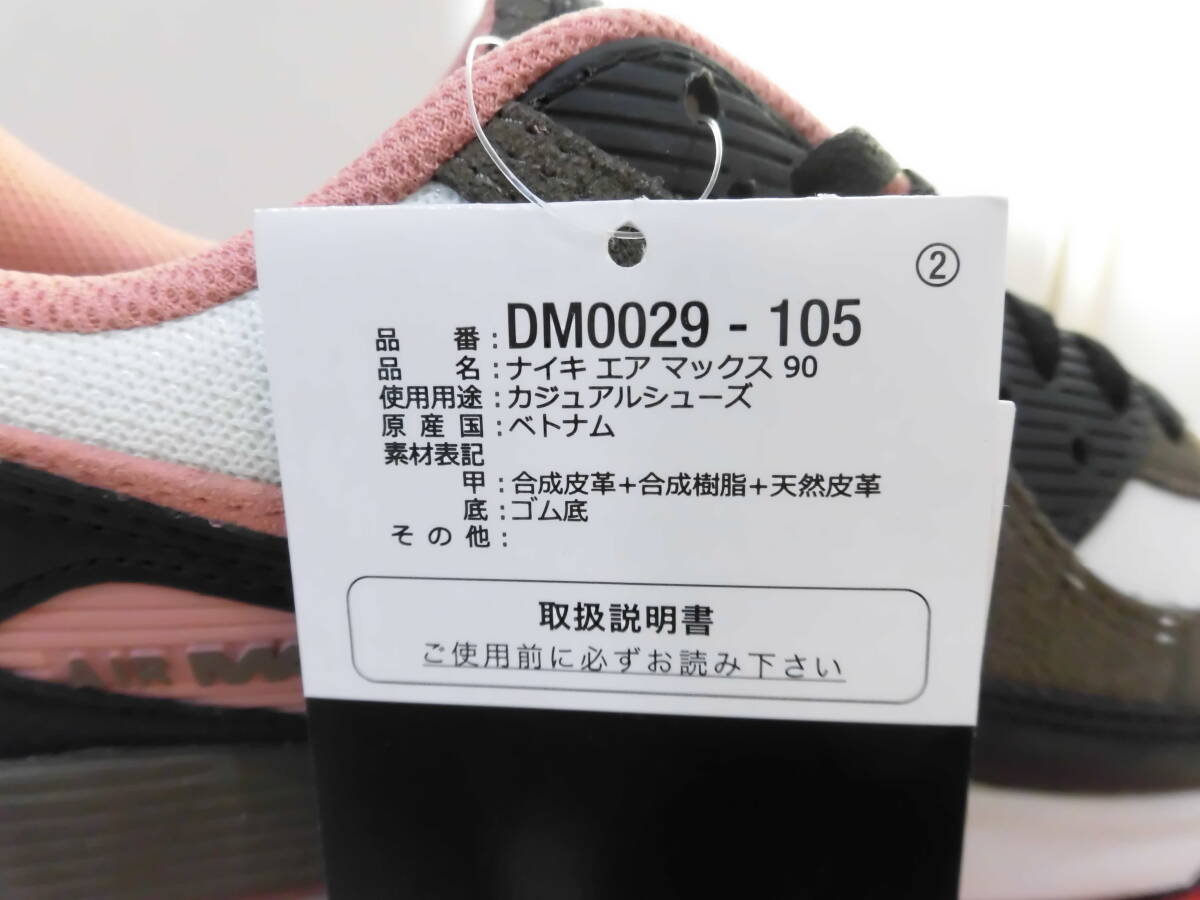 ②
品番:DM0029 - 105
品名:ナイキ エア マックス 90
使用用途:カジュアルシューズ
原産国:ベトナム
素材表記
甲:合成皮革+合成樹脂+天然皮革
底:ゴム底
その他:
取扱説明書
ご使用前に必ずお読み下さい
AIR